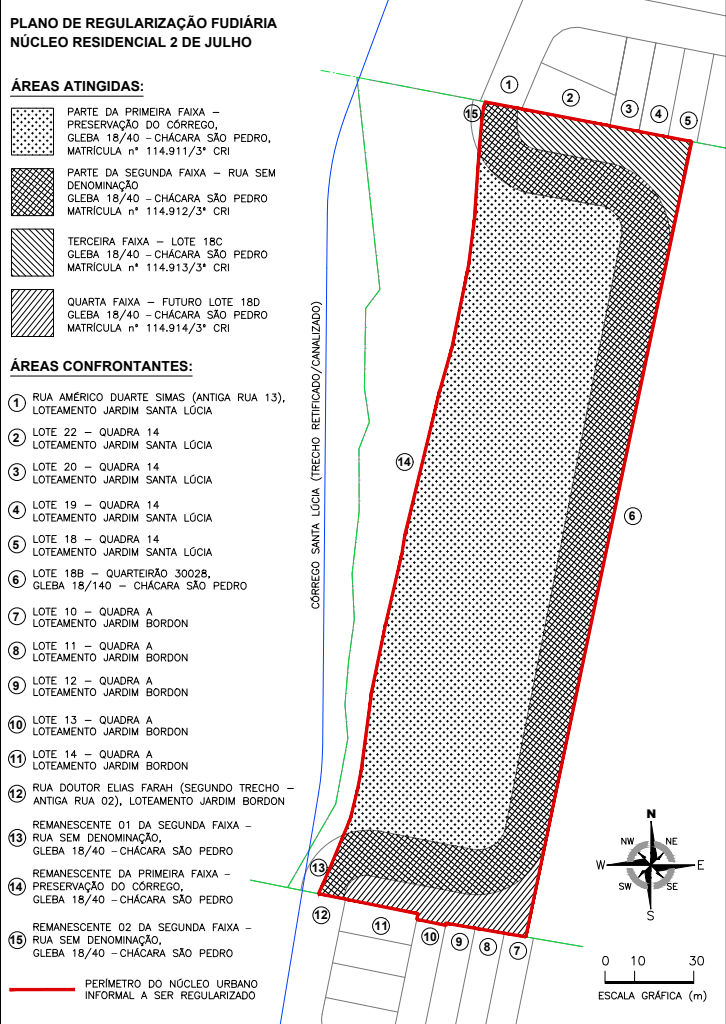 PLANO DE REGULARIZAÇÃO FUDIÁRIA
NÚCLEO RESIDENCIAL 2 DE JULHO
ÁREAS ATINGIDAS:
PARTE DA PRIMEIRA FAIXA –
PRESERVAÇÃO DO CÓRREGO,
GLEBA 18/40 – CHÁCARA SÃO PEDRO,
MATRÍCULA nº 114.911/3° CRI
PARTE DA SEGUNDA FAIXA – RUA SEM
DENOMINAÇÃO
GLEBA 18/40 – CHÁCARA SÃO PEDRO
MATRÍCULA nº 114.912/3° CRI
TERCEIRA FAIXA – LOTE 18C
GLEBA 18/40 – CHÁCARA SÃO PEDRO
MATRÍCULA nº 114.913/3° CRI
QUARTA FAIXA – FUTURO LOTE 18D
GLEBA 18/40 – CHÁCARA SÃO PEDRO
MATRÍCULA nº 114.914/3° CRI
ÁREAS CONFRONTANTES:
1 RUA AMÉRICO DUARTE SIMAS (ANTIGA RUA 13),
LOTEAMENTO JARDIM SANTA LÚCIA
2 LOTE 22 – QUADRA 14
LOTEAMENTO JARDIM SANTA LÚCIA
3 LOTE 20 – QUADRA 14
LOTEAMENTO JARDIM SANTA LÚCIA
4 LOTE 19 – QUADRA 14
LOTEAMENTO JARDIM SANTA LÚCIA
5 LOTE 18 – QUADRA 14
LOTEAMENTO JARDIM SANTA LÚCIA
6 LOTE 18B – QUARTEIRÃO 30028,
GLEBA 18/140 – CHÁCARA SÃO PEDRO
7 LOTE 10 – QUADRA A
LOTEAMENTO JARDIM BORDON
8 LOTE 11 – QUADRA A
LOTEAMENTO JARDIM BORDON
9 LOTE 12 – QUADRA A
LOTEAMENTO JARDIM BORDON
10 LOTE 13 – QUADRA A
LOTEAMENTO JARDIM BORDON
11 LOTE 14 – QUADRA A
LOTEAMENTO JARDIM BORDON
12 RUA DOUTOR ELIAS FARAH (SEGUNDO TRECHO –
ANTIGA RUA 02), LOTEAMENTO JARDIM BORDON
13 REMANESCENTE 01 DA SEGUNDA FAIXA –
RUA SEM DENOMINAÇÃO,
GLEBA 18/40 – CHÁCARA SÃO PEDRO
14 REMANESCENTE DA PRIMEIRA FAIXA –
PRESERVAÇÃO DO CÓRREGO,
GLEBA 18/40 – CHÁCARA SÃO PEDRO
15 REMANESCENTE 02 DA SEGUNDA FAIXA –
RUA SEM DENOMINAÇÃO,
GLEBA 18/40 – CHÁCARA SÃO PEDRO
PERÍMETRO DO NÚCLEO URBANO
INFORMAL A SER REGULARIZADO
CÓRREGO SANTA LÚCIA (TRECHO RETIFICADO/CANALIZADO)
1
2
15
3
4
5
14
6
13
12
11
10
9
8
7
N
NW NE
W E
SW SE
S
0 10 30
ESCALA GRÁFICA (m)